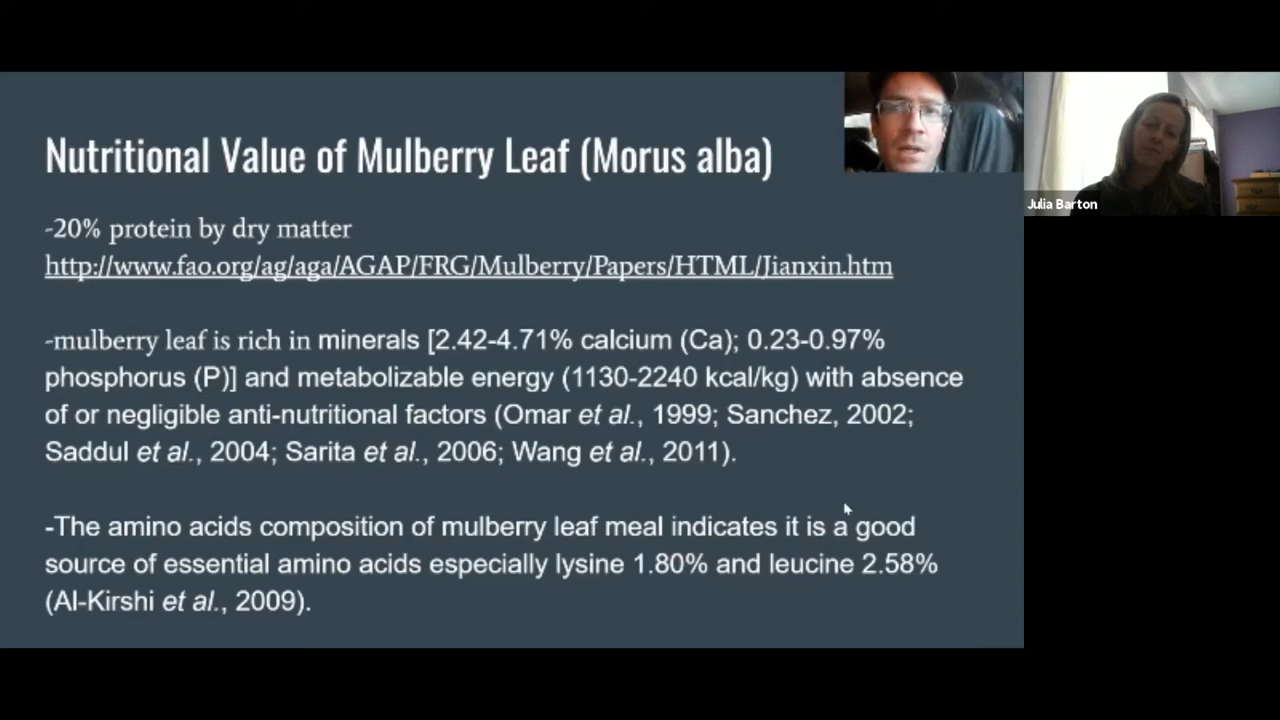 Nutritional Value of Mulberry Leaf (Morus alba)
-20% protein by dry matter
http://www.fao.org/ag/aga/AGAP/FRG/Mulberry/Papers/HTML/Jianxin.htm
-mulberry leaf is rich in minerals [2.42-4.71% calcium (Ca); 0.23-0.97%
phosphorus (P)] and metabolizable energy (1130-2240 kcal/kg) with absence
of or negligible anti-nutritional factors (Omar et al., 1999; Sanchez, 2002;
Saddul et al., 2004; Sarita et al., 2006; Wang et al., 2011).
-The amino acids composition of mulberry leaf meal indicates it is a good
source of essential amino acids especially lysine 1.80% and leucine 2.58%
(Al-Kirshi et al., 2009).
Julia Barton